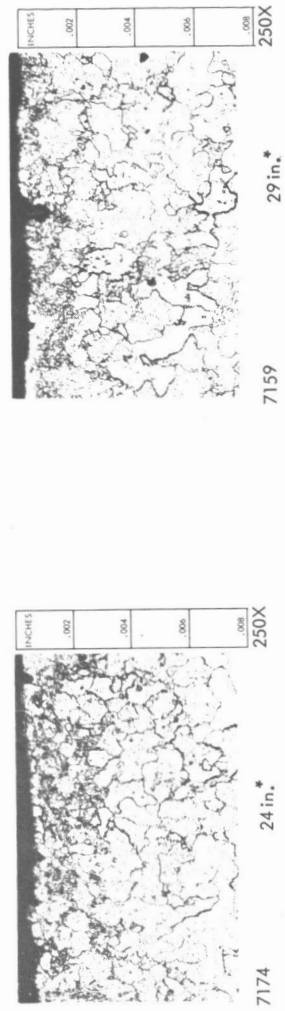 INCHES
.002
.004
.006
.008
250X
7174
24 in.*
INCHES
.002
.004
.006
.008
250X
7159
29 in.*